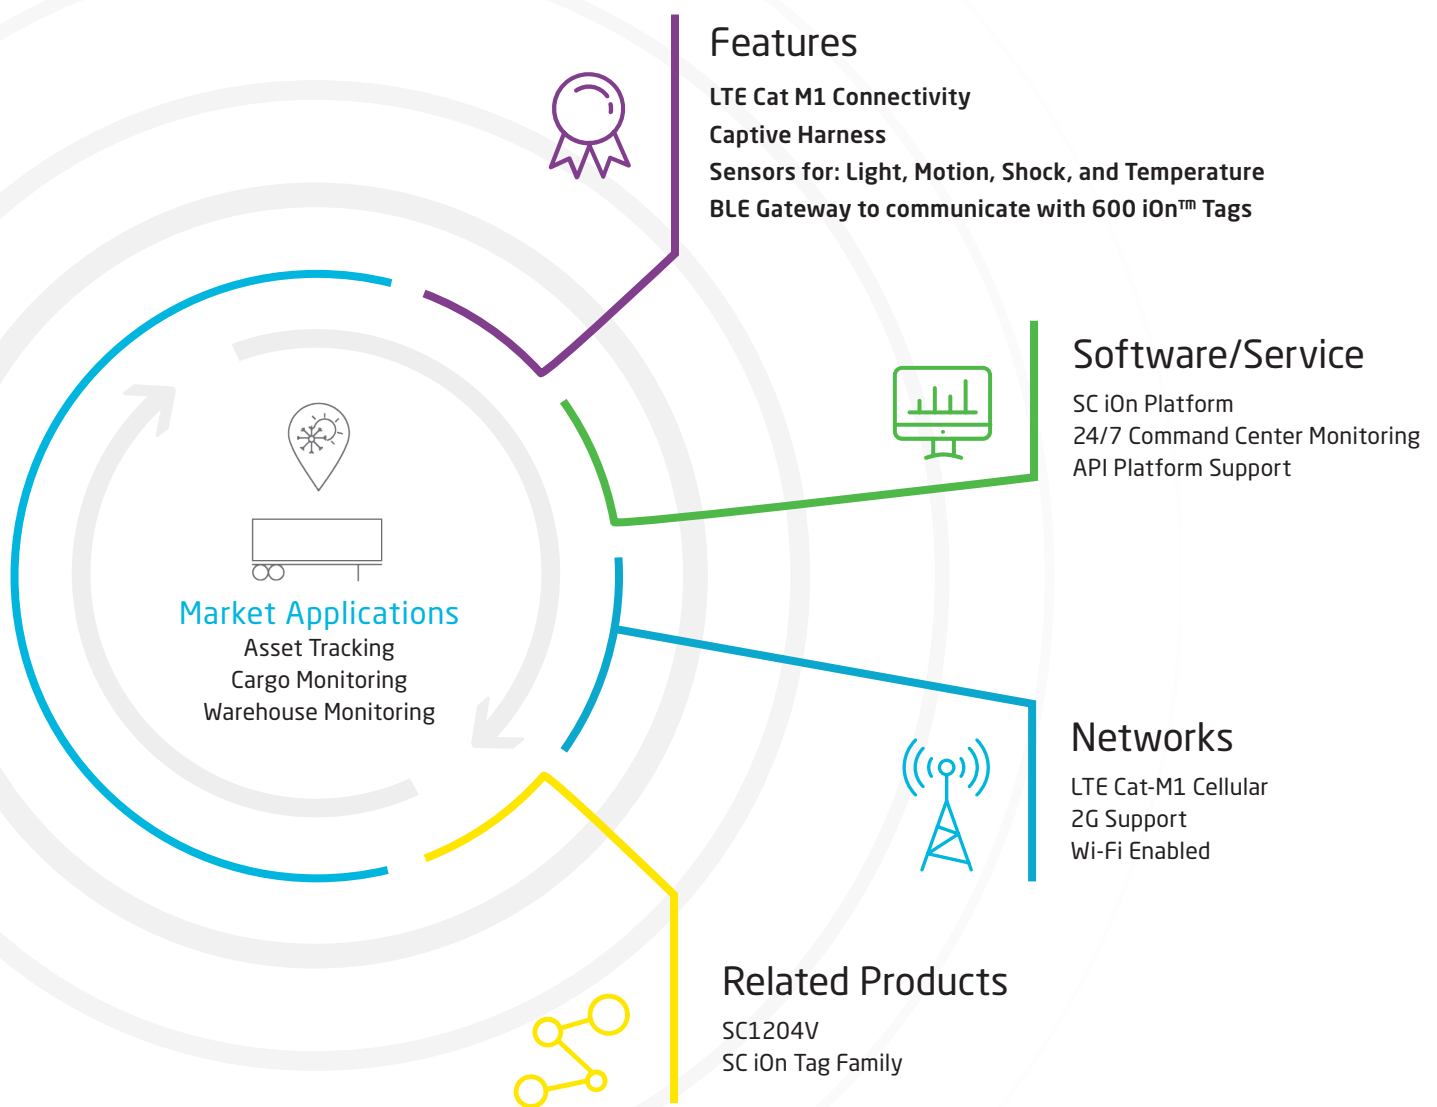 Features
LTE Cat M1 Connectivity
Captive Harness
Sensors for: Light, Motion, Shock, and Temperature
BLE Gateway to communicate with 600 iOn™ Tags
Software/Service
SC iOn Platform
24/7 Command Center Monitoring
API Platform Support
Market Applications
Asset Tracking
Cargo Monitoring
Warehouse Monitoring
Networks
LTE Cat-M1 Cellular
2G Support
Wi-Fi Enabled
Related Products
SC1204V
SC iOn Tag Family